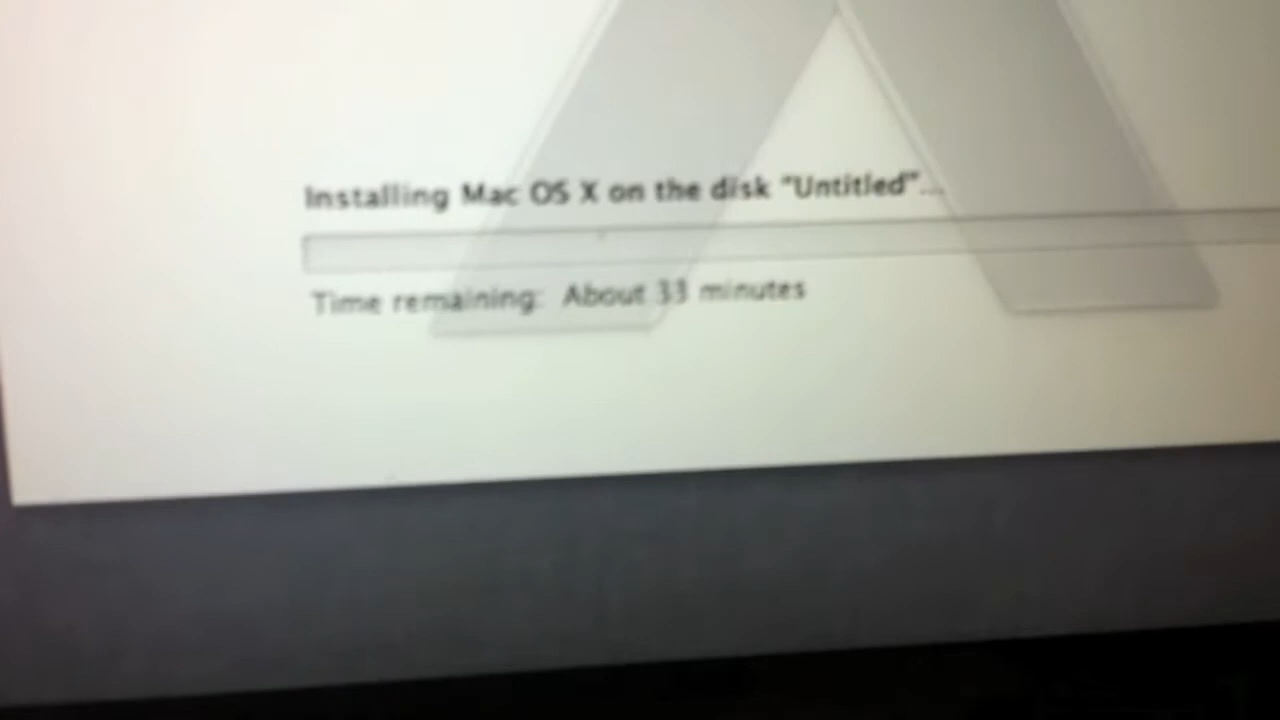 Installing Mac OS X on the disk "Untitled"...
Time remaining: About 33 minutes